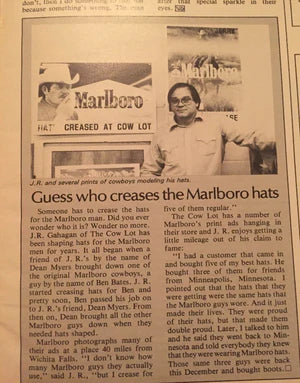 don't, first I do something to
because something's wrong.
after that special sparkle in their
eyes.
Marlboro
HAT CREASED AT COW LOT
J.R. and several prints of cowboys modeling his hats.
Guess who creases the Marlboro hats
Someone has to crease the hats
for the Marlboro man. Did you ever
wonder who it is? Wonder no more.
J.R. Gahagan of The Cow Lot has
been shaping hats for the Marlboro
men for years. It all began when a
friend of J. R.'s by the name of
Dean Myers brought down one of the
original Marlboro cowboys, a
guy by the name of Ben Bates. J. R.
started creasing hats for Ben and
pretty soon, Ben passed his job on
to J. R.'s friend, Dean Myers. From
then on, Dean brought all the other
Marlboro guys down when they
needed hats shaped.
Marlboro photographs many of
their ads at a place 40 miles from
Wichita Falls. "I don't know how
many Marlboro guys they actually
use," said J. R., "but I crease for
five of them regular."
The Cow Lot has a number of
Marlboro's print ads hanging in
their store and J. R. enjoys getting a
little mileage out of his claim to
fame:
"I had a customer that came in
and bought five of my best hats. He
bought three of them for friends
from Minneapolis, Minnesota. I
pointed out that the hats that they
were getting were the same hats that
the Marlboro guys wore. And it just
made their lives. They were proud
of their hats, but that made them
double proud. Later, I talked to him
and he said they were back to Min-
nesota and told everybody they knew
that they were wearing Marlboro hats.
Those same three guys were back
this December and bought boots."